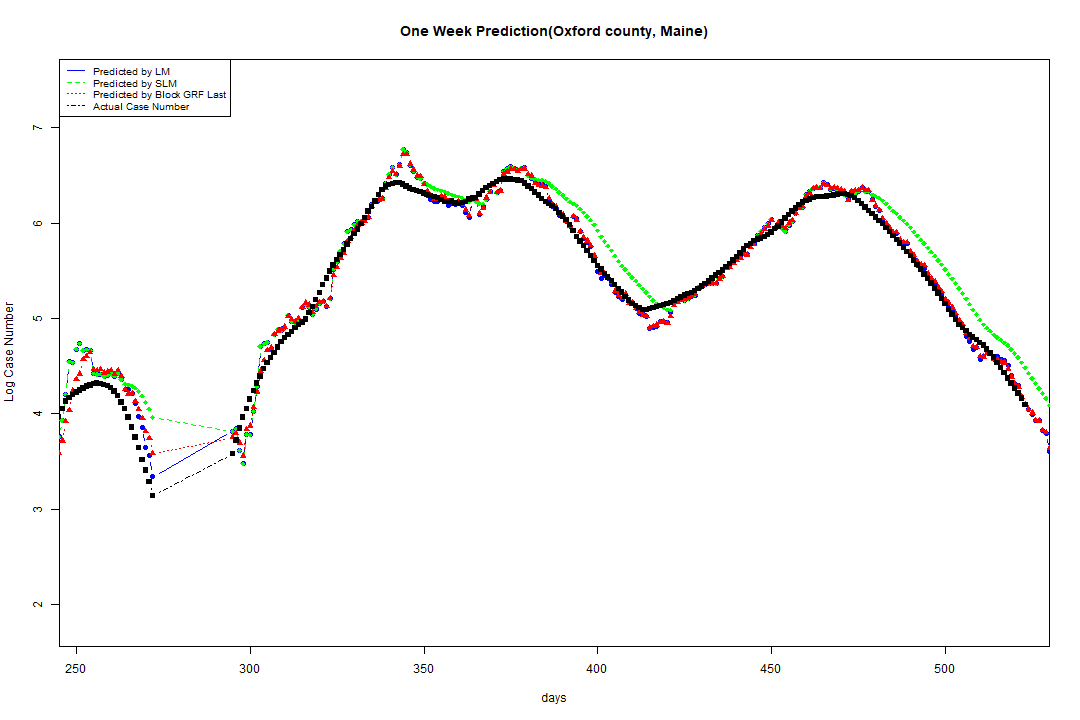 One Week Prediction(Oxford county, Maine)
Predicted by LM
Predicted by SLM
Predicted by Block GRF Last
Actual Case Number
Log Case Number
7
6
5
4
3
2
250 300 350 400 450 500
days